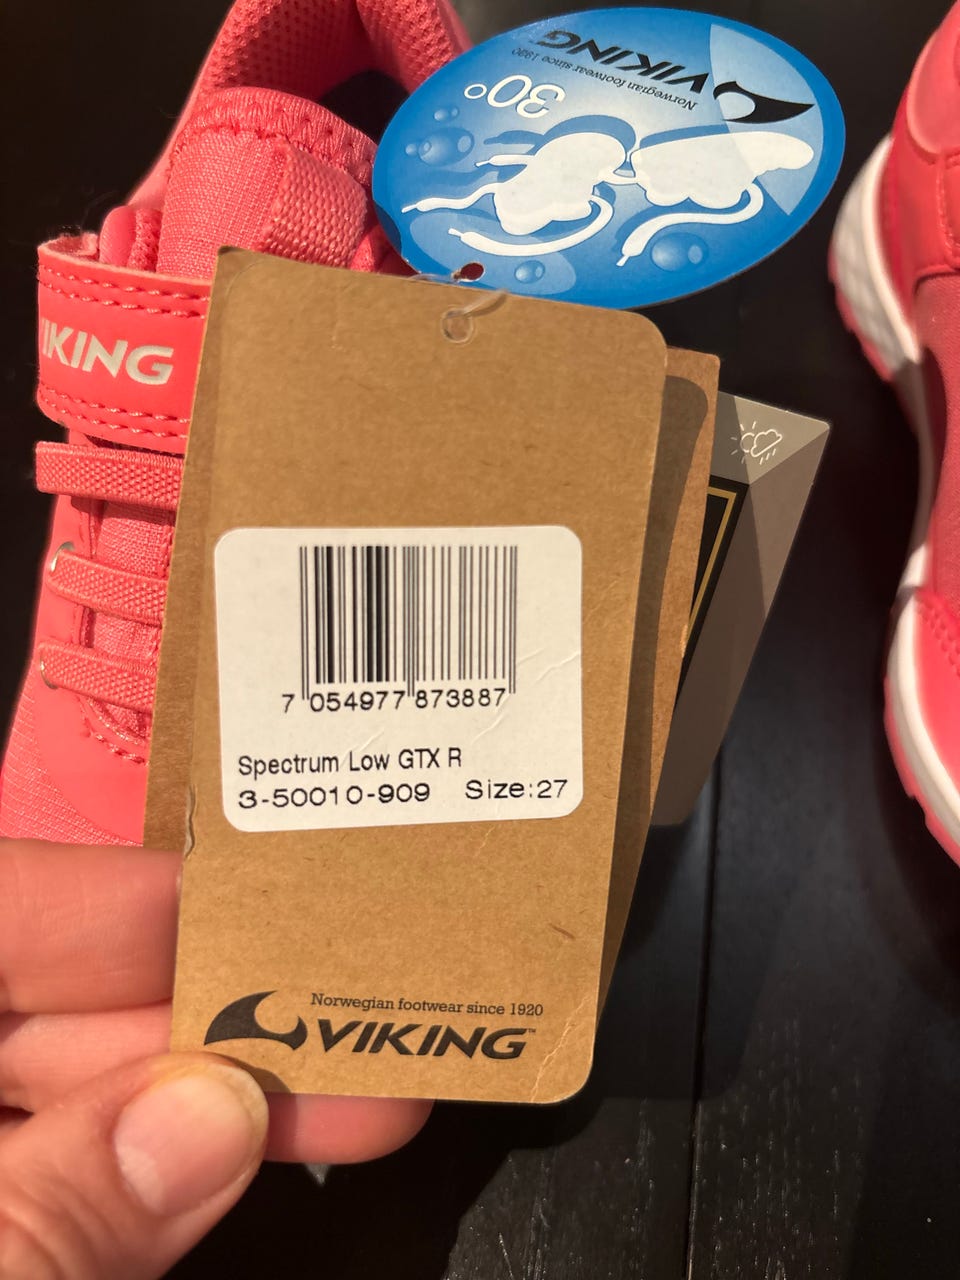 VIKING
Norwegian footwear since 1920
30°
VIKING
7 054977 873887
Spectrum Low GTX R
3-50010-909 Size:27
Norwegian footwear since 1920
VIKING™